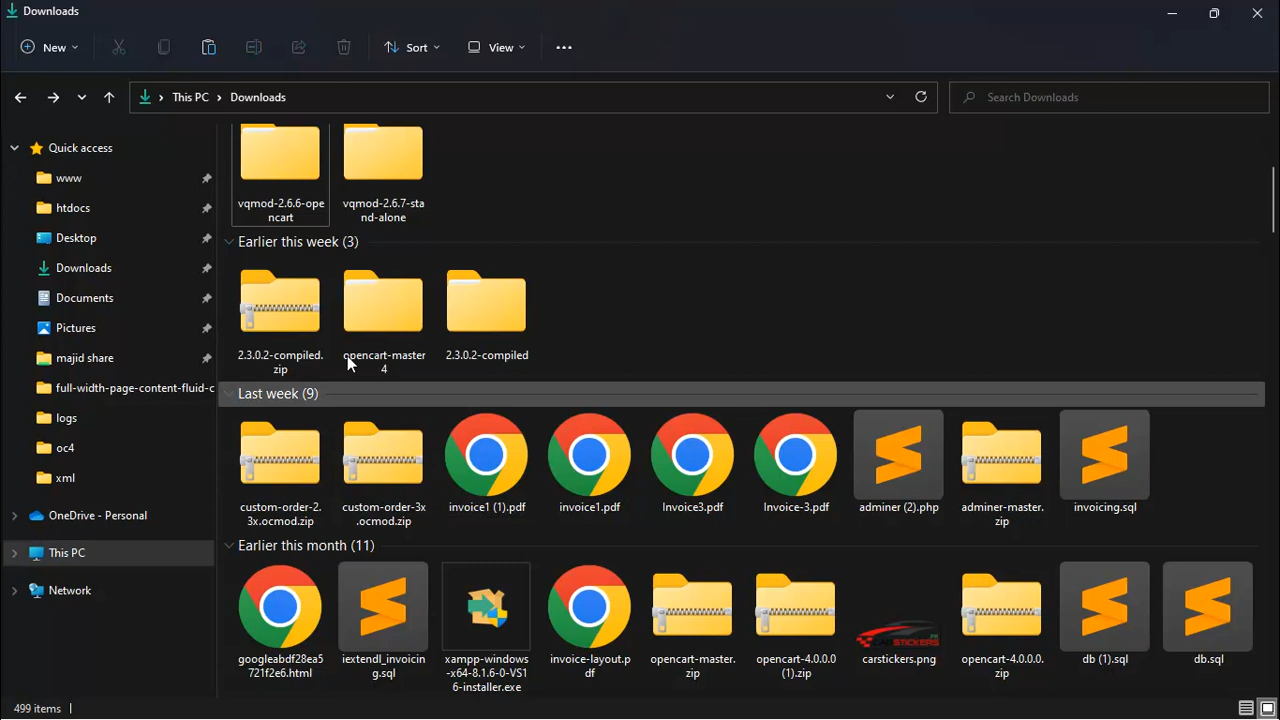 Downloads
New
Sort
View
This PC
Downloads
Search Downloads
Quick access
www
htdocs
Desktop
Downloads
Documents
Pictures
majid share
full-width-page-content-fluid-c
logs
oc4
xml
OneDrive - Personal
This PC
Network
vqmod-2.6.6-ope
ncart
vqmod-2.6.7-sta
nd-alone
Earlier this week (3)
2.3.0.2-compiled.
zip
opencart-master
4
2.3.0.2-compiled
Last week (9)
custom-order-2.
3x.ocmod.zip
custom-order-3x
.ocmod.zip
invoice1 (1).pdf
invoice1.pdf
Invoice3.pdf
Invoice-3.pdf
adminer (2).php
adminer-master.
zip
invoicing.sql
Earlier this month (11)
googleabdf28ea5
721f2e6.html
iextendl_invoicin
g.sql
xampp-windows
-x64-8.1.6-0-VS1
6-installer.exe
invoice-layout.p
df
opencart-master.
zip
opencart-4.0.0.0
(1).zip
carstickers.png
opencart-4.0.0.0.
zip
db (1).sql
db.sql
499 items